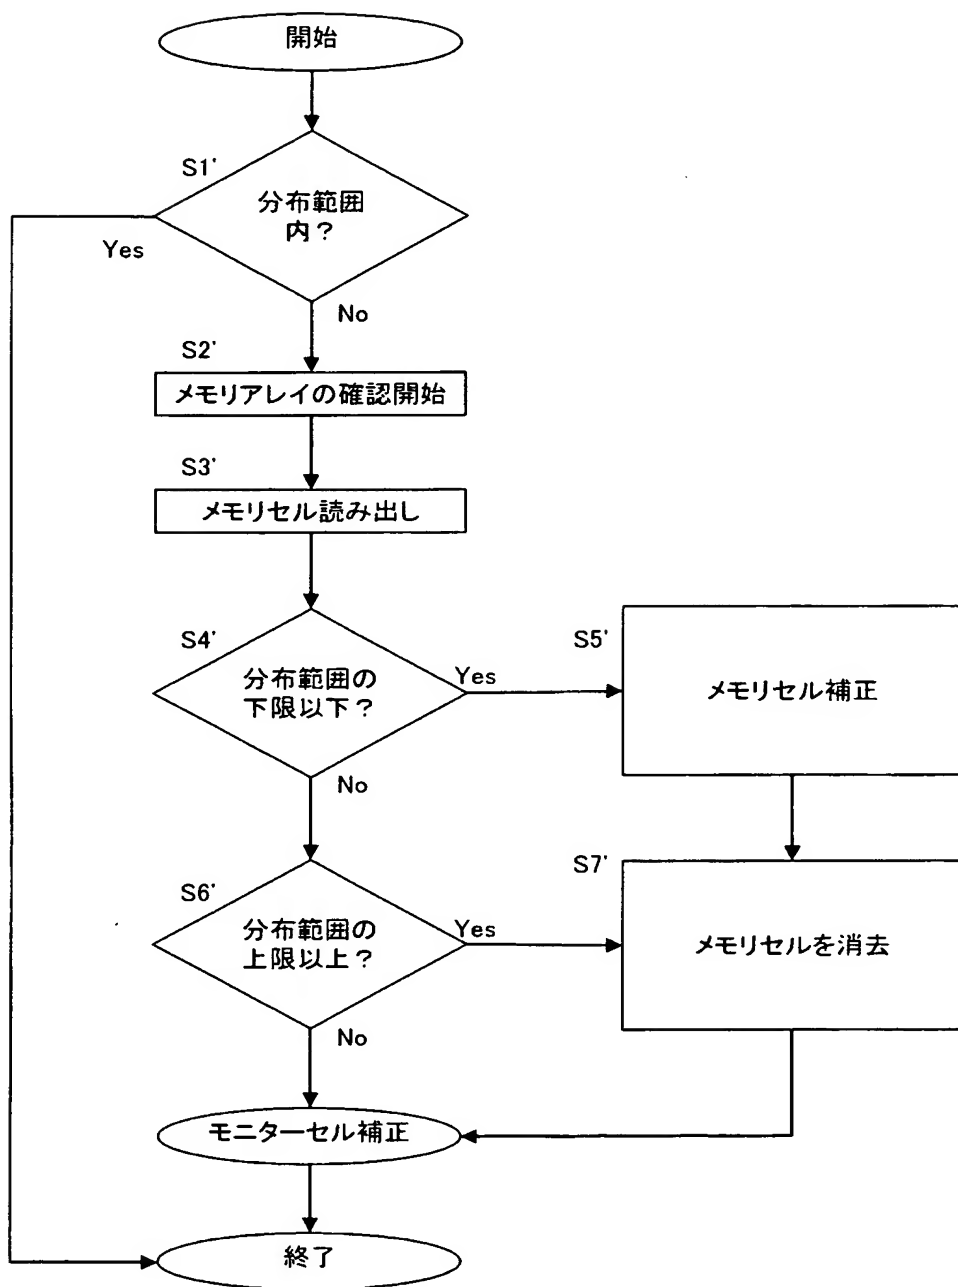 開始
S1'
分布範囲
内？
Yes
No
S2'
メモリアレイの確認開始
S3'
メモリセル読み出し
S4'
分布範囲の
下限以下？
Yes
S5'
メモリセル補正
No
S6'
分布範囲の
上限以上？
Yes
S7'
メモリセルを消去
No
モニターセル補正
終了